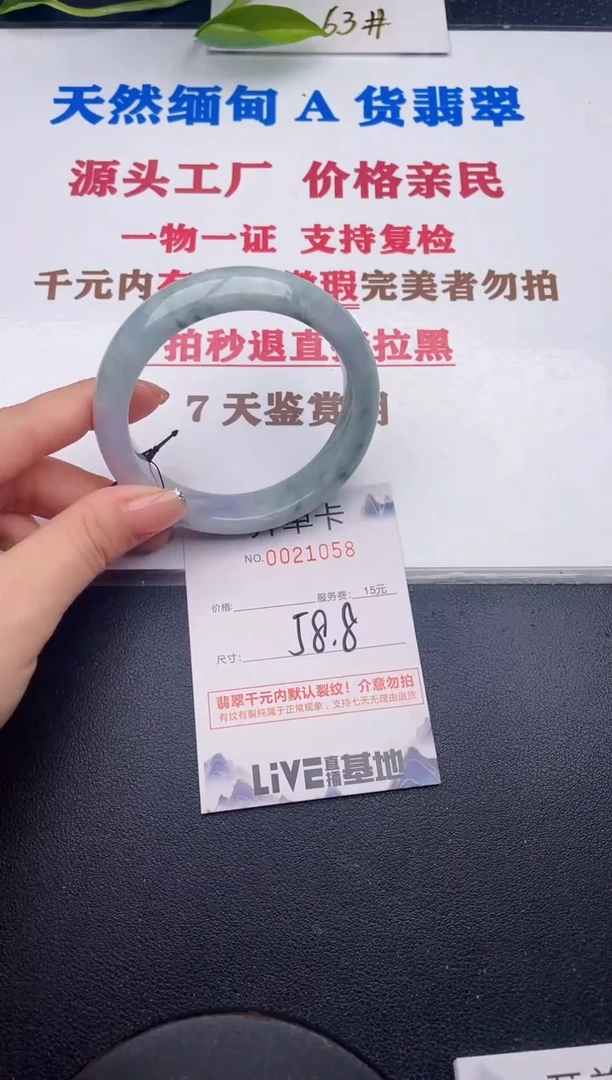 63#
天然缅甸 A 货翡翠
源头工厂 价格亲民
一物一证 支持复检
千元内 瑕完美者勿拍
拍秒退直 拉黑
7 天鉴赏
单卡
NO.0021058
价格: 服务费: 15元
尺寸: 58.8
翡翠千元内默认裂纹！介意勿拍
有纹有裂纯属于正常现象，支持七天无理由退货
LiVE直播基地